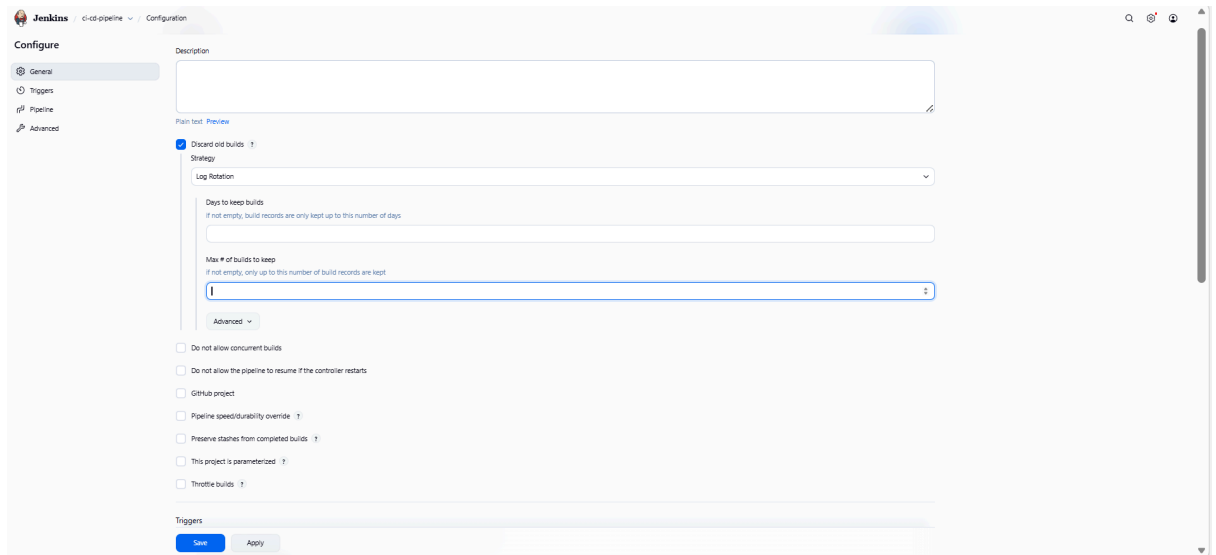 Jenkins / ci-cd-pipeline / Configuration
Configure
General
Triggers
Pipeline
Advanced
Description
Plain text Preview
Discard old builds ?
Strategy
Log Rotation
Days to keep builds
if not empty, build records are only kept up to this number of days
Max # of builds to keep
if not empty, only up to this number of build records are kept
Advanced
Do not allow concurrent builds
Do not allow the pipeline to resume if the controller restarts
GitHub project
Pipeline speed/durability override ?
Preserve stashes from completed builds ?
This project is parameterized ?
Throttle builds ?
Triggers
Save Apply